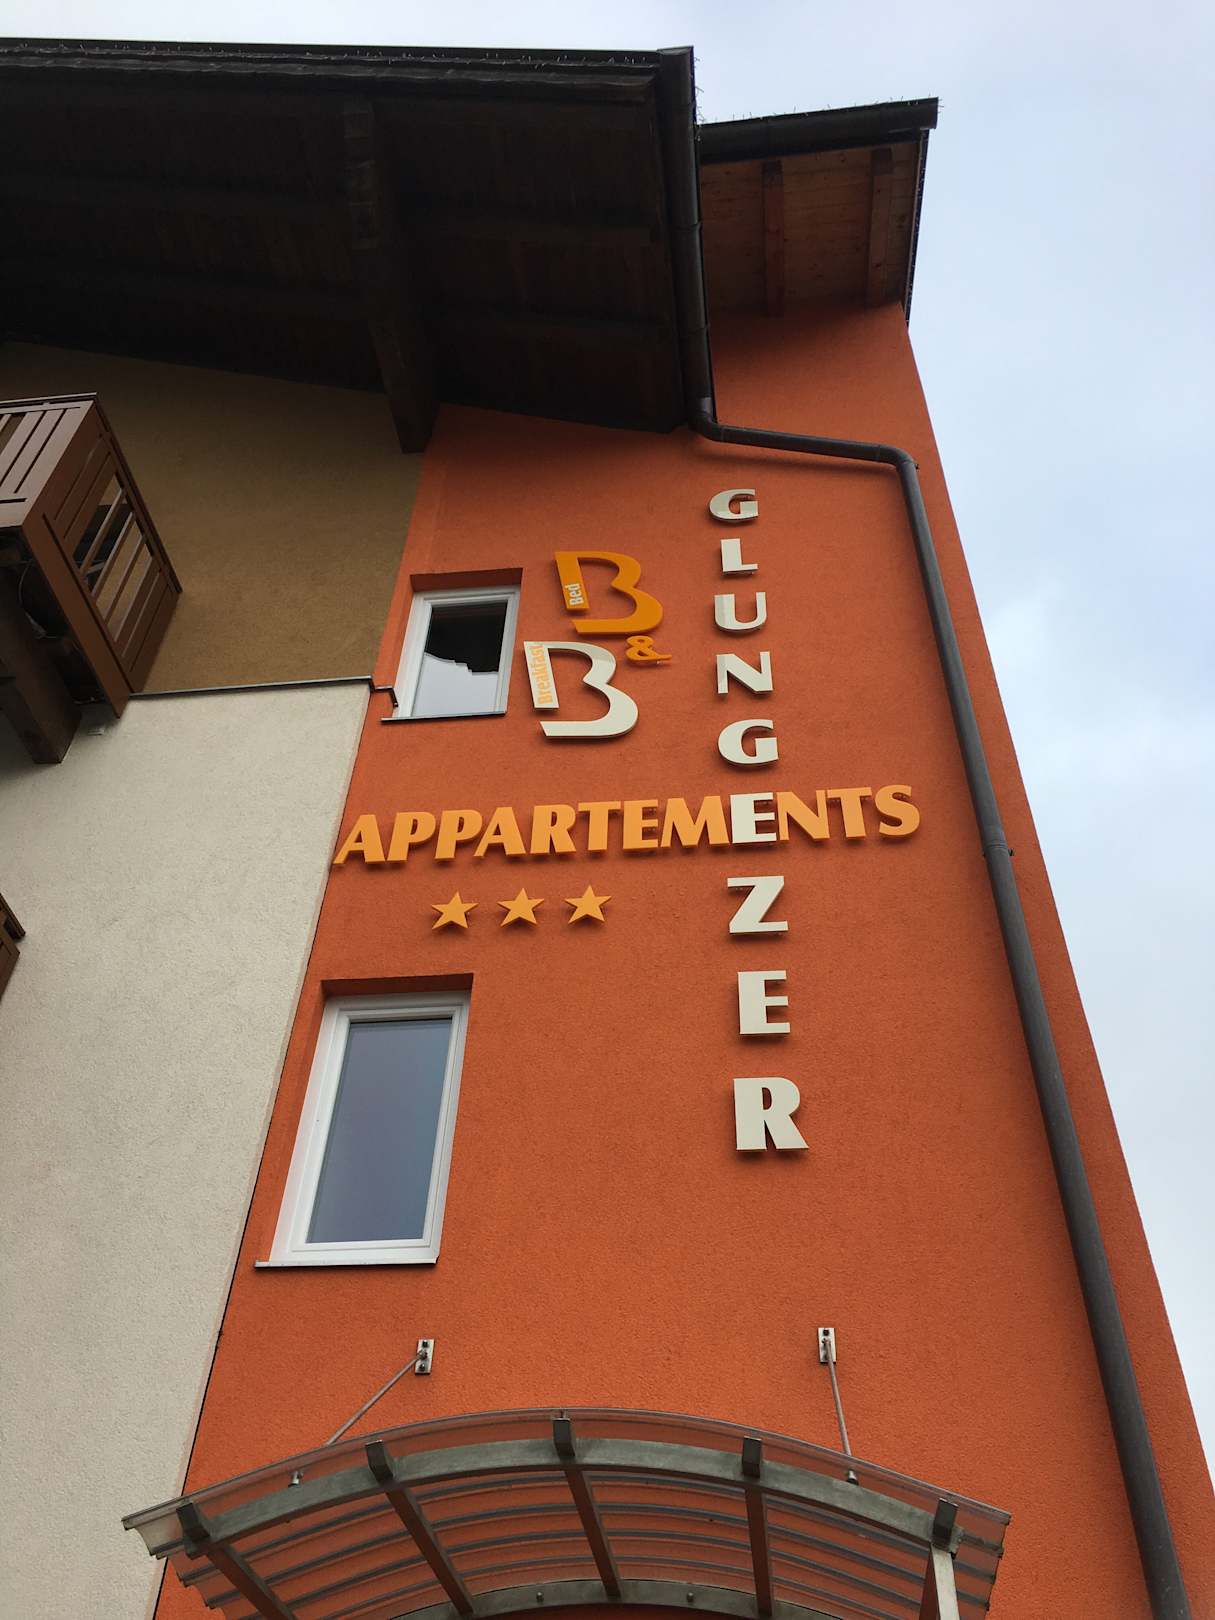 B Bed
&
B Breakfast
APPARTEMENTS
GLUNGEZER